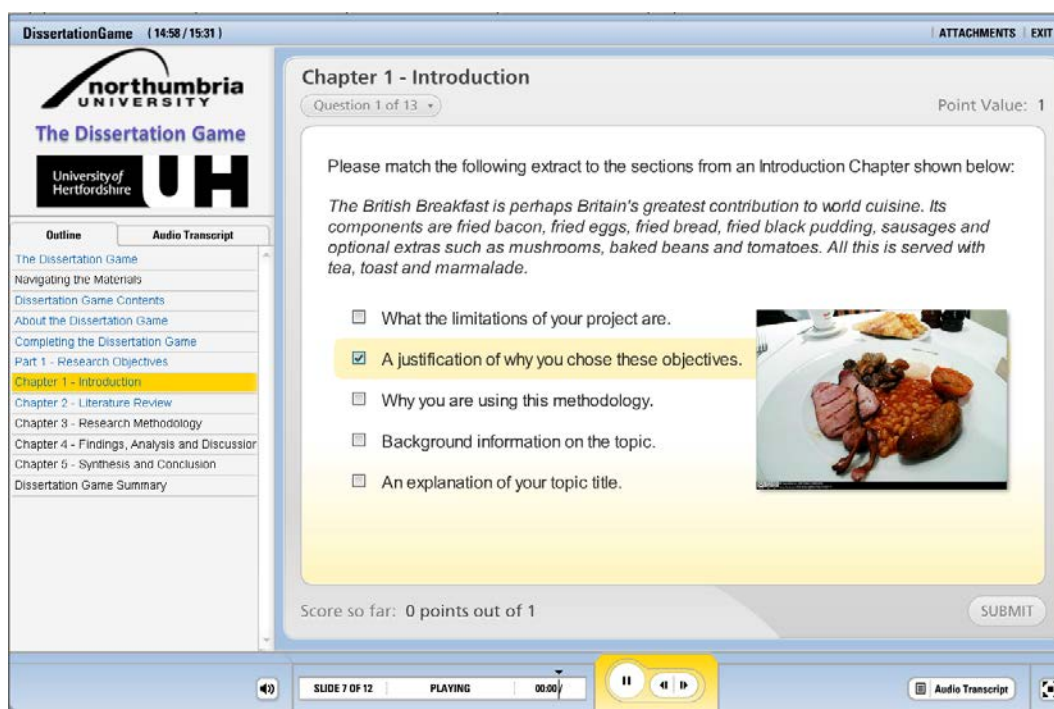 DissertationGame ( 14:58 / 15:31 )
ATTACHMENTS EXIT
northumbria
UNIVERSITY
The Dissertation Game
University of
Hertfordshire
UH
Outline Audio Transcript
The Dissertation Game
Navigating the Materials
Dissertation Game Contents
About the Dissertation Game
Completing the Dissertation Game
Part 1 - Research Objectives
Chapter 1 - Introduction
Chapter 2 - Literature Review
Chapter 3 - Research Methodology
Chapter 4 - Findings, Analysis and Discussion
Chapter 5 - Synthesis and Conclusion
Dissertation Game Summary
Chapter 1 - Introduction
Question 1 of 13
Point Value: 1
Please match the following extract to the sections from an Introduction Chapter shown below:
The British Breakfast is perhaps Britain's greatest contribution to world cuisine. Its
components are fried bacon, fried eggs, fried bread, fried black pudding, sausages and
optional extras such as mushrooms, baked beans and tomatoes. All this is served with
tea, toast and marmalade.
What the limitations of your project are.
A justification of why you chose these objectives.
Why you are using this methodology.
Background information on the topic.
An explanation of your topic title.
Score so far: 0 points out of 1
SUBMIT
SLIDE 7 OF 12 PLAYING 00:00 /
Audio Transcript